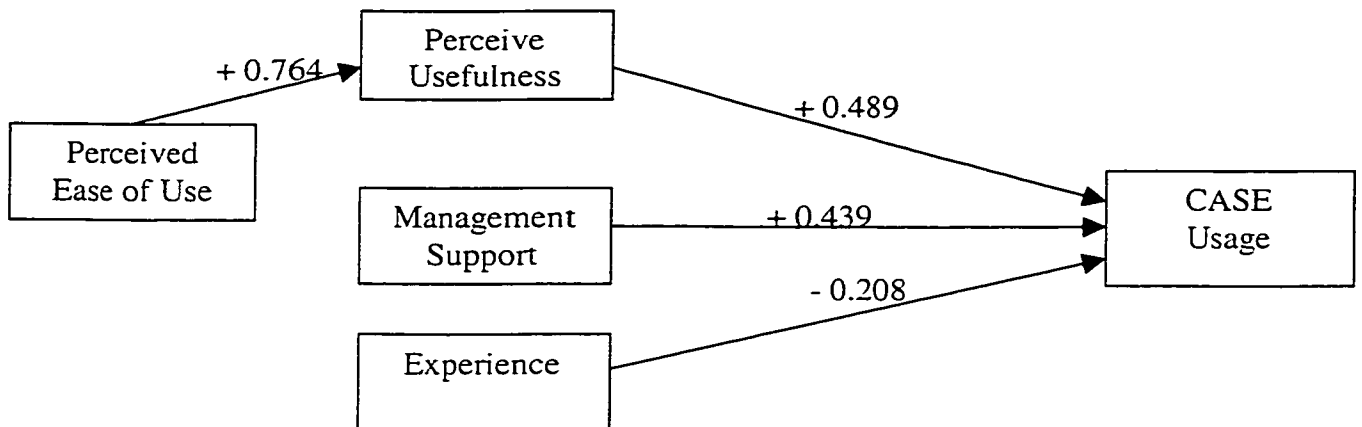 Perceive
Usefulness
+ 0.764
+ 0.489
Perceived
Ease of Use
Management
Support
+ 0.439
CASE
Usage
- 0.208
Experience